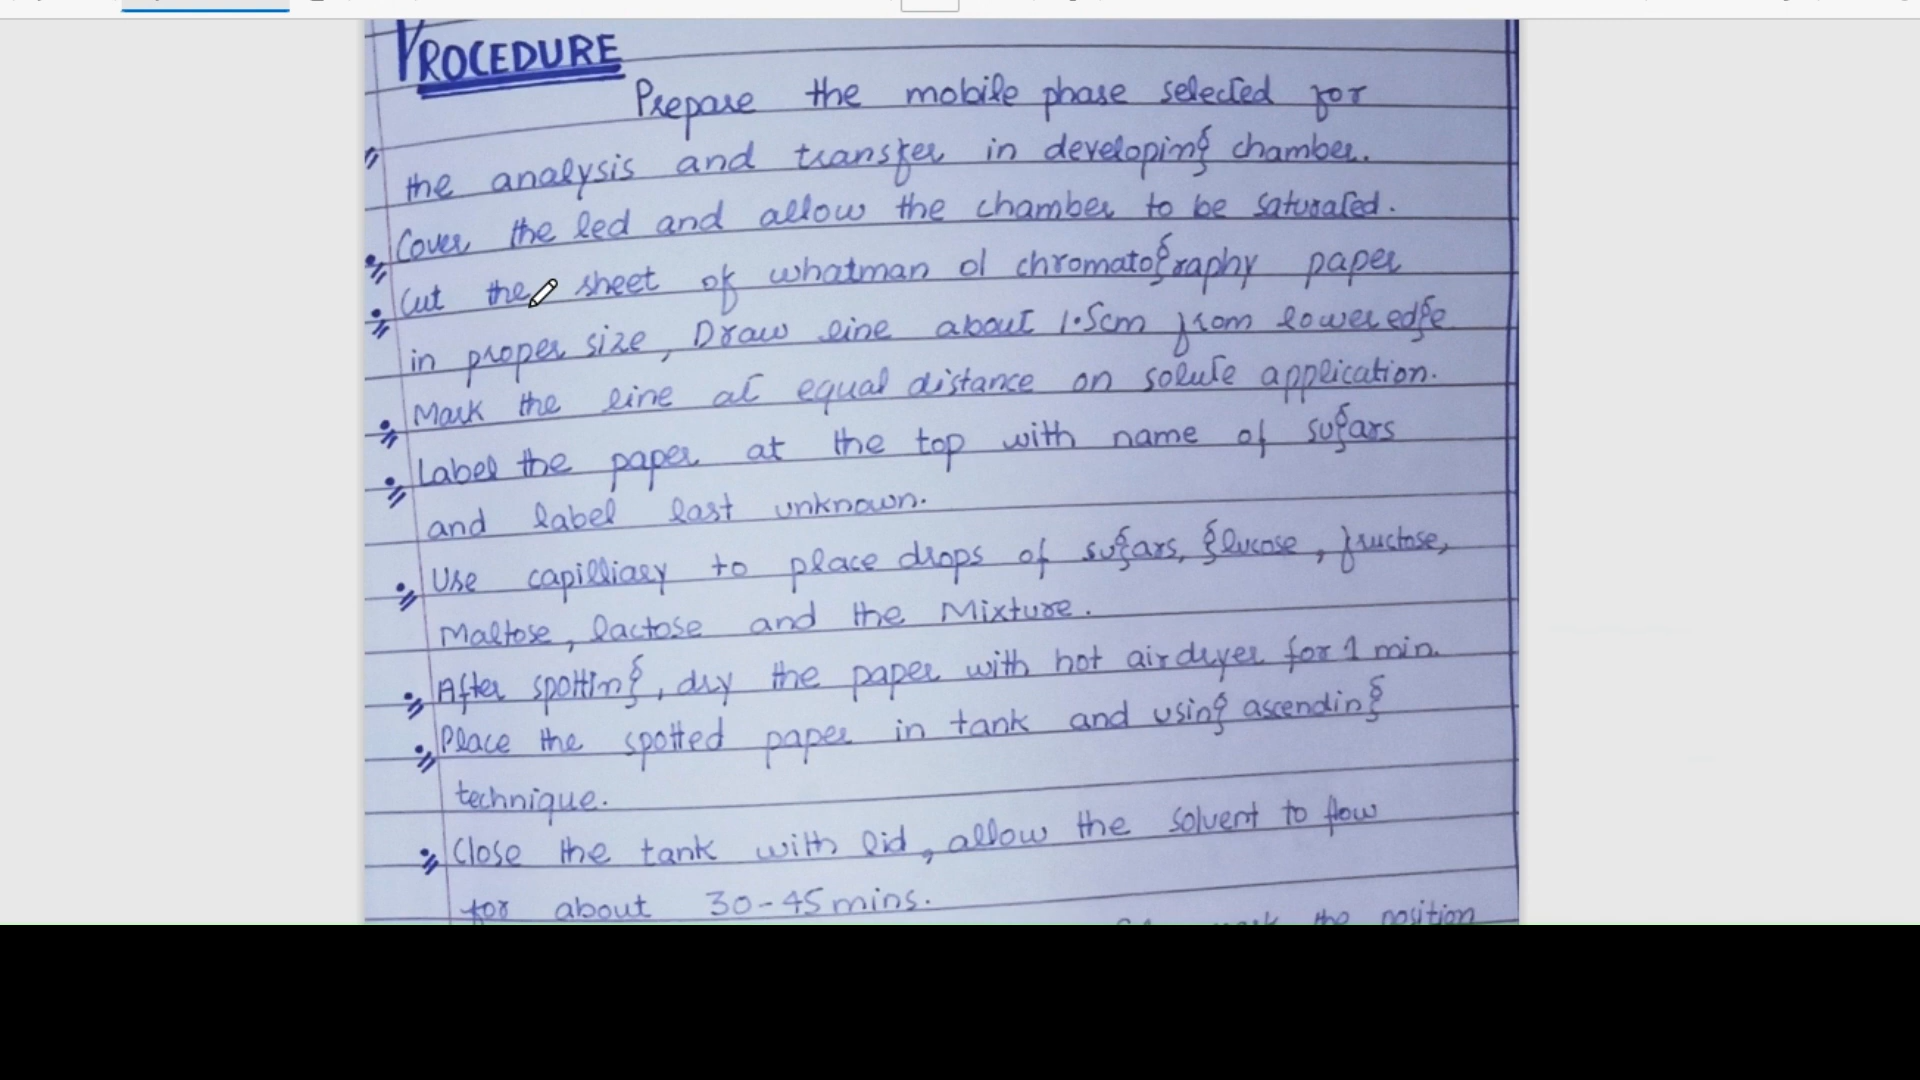 PROCEDURE
Prepare the mobile phase selected for
the analysis and transfer in developing chamber.
Cover the led and allow the chamber to be saturated.
Cut the sheet of whatman ol chromatography paper
in proper size, Draw line about 1.5cm from lower edge
Mark the line at equal distance on solute application.
Label the paper at the top with name of sugars
and label last unknown.
Use capilliary to place drops of sugars, glucose, fructose,
Maltose, lactose and the Mixture.
After spotting, dry the paper with hot air dryer for 1 min.
Place the spotted paper in tank and using ascending
technique.
Close the tank with lid, allow the solvent to flow
for about 30-45 mins.
mark the position